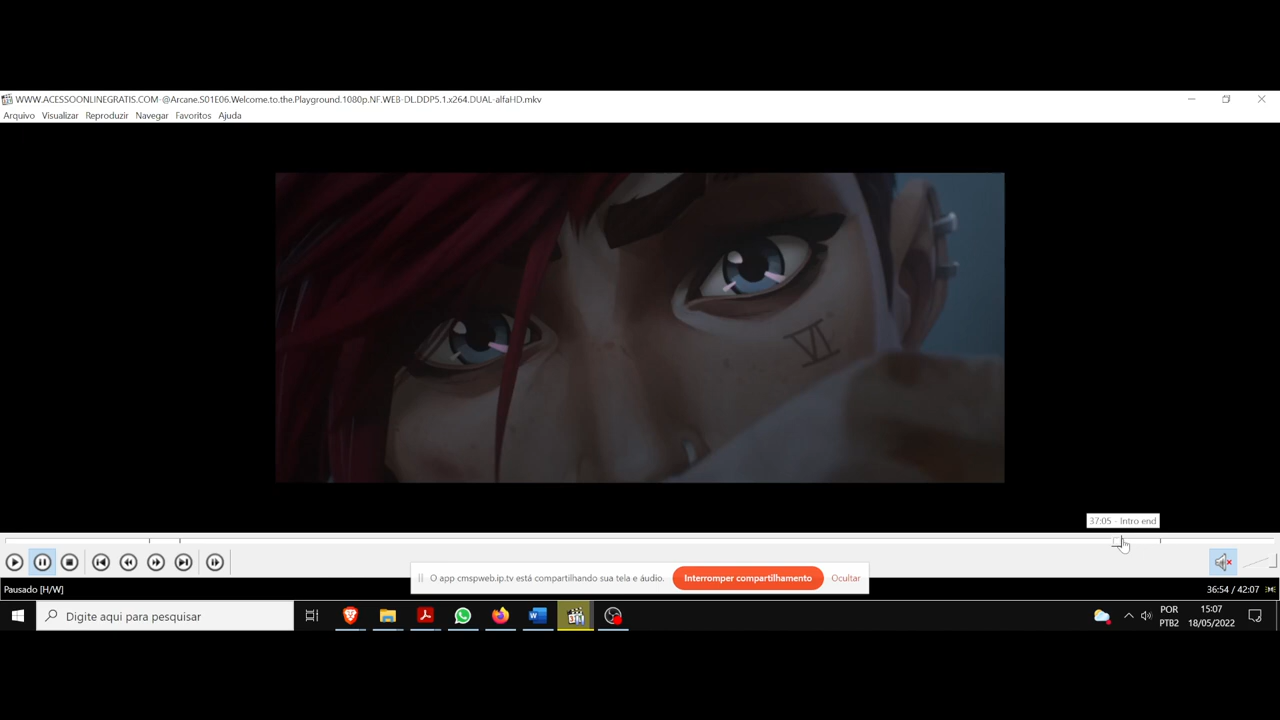 WWW.ACESSOONLINEGRATIS.COM-@Arcane.S01E06.Welcome.to.the.Playground.1080p.NF.WEB-DL.DDP5.1.x264.DUAL-alfaHD.mkv
Arquivo Visualizar Reproduzir Navegar Favoritos Ajuda
VI
37:05 - Intro end
O app cmspweb.ip.tv está compartilhando sua tela e áudio. Interromper compartilhamento Ocultar
Pausado [H/W] 36:54 / 42:07
Digite aqui para pesquisar
POR 15:07
PTB2 18/05/2022